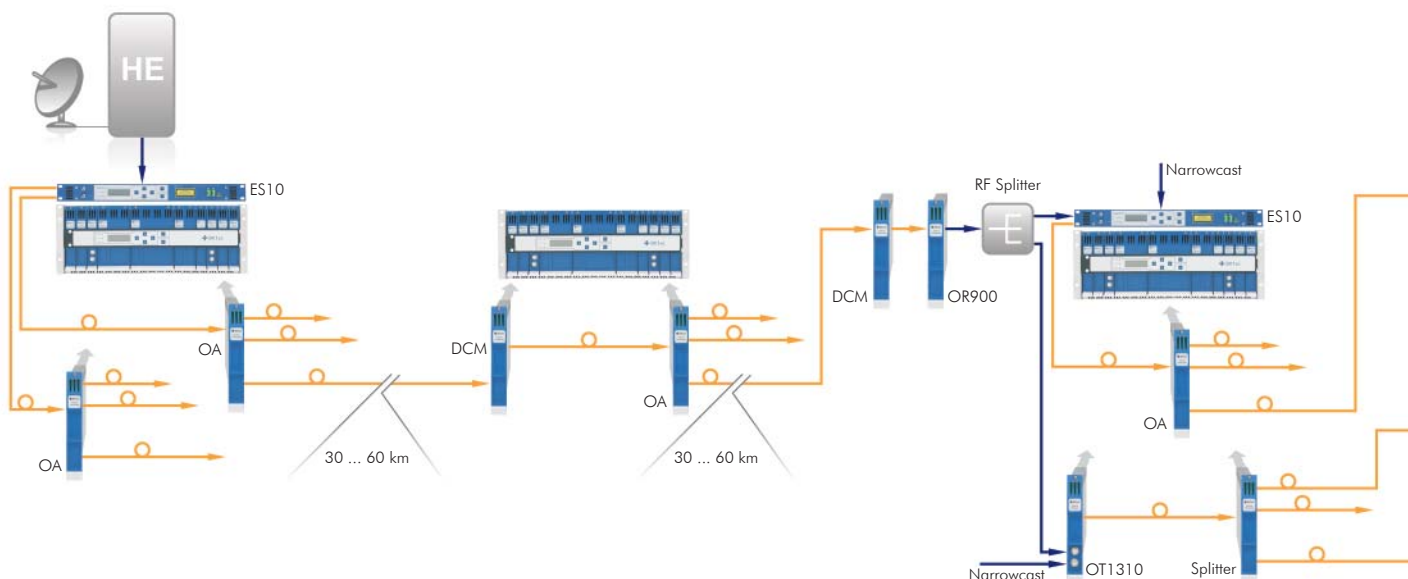 HE
ES10
RF Splitter
Narrowcast
ES10
DCM
OR900
OA
DCM
OA
OA
OA
30 ... 60 km
30 ... 60 km
OT1310
Splitter
Narrowcast